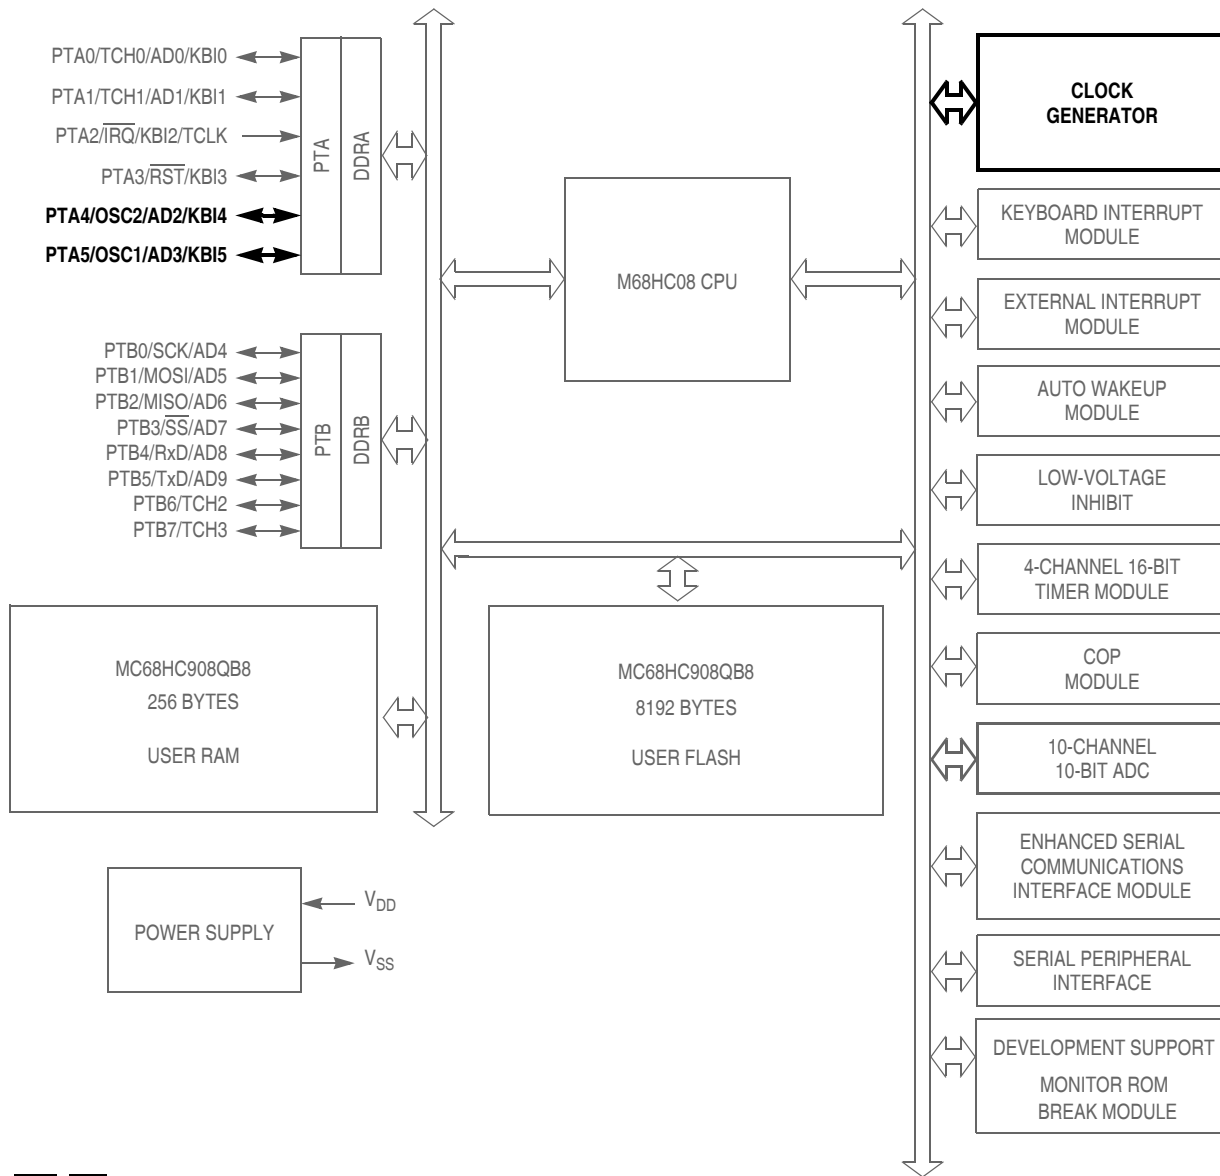 PTA0/TCH0/AD0/KBI0
PTA1/TCH1/AD1/KBI1
PTA2/IRQ/KBI2/TCLK
PTA3/RST/KBI3
PTA4/OSC2/AD2/KBI4
PTA5/OSC1/AD3/KBI5
PTA
DDRA
PTB0/SCK/AD4
PTB1/MOSI/AD5
PTB2/MISO/AD6
PTB3/SS/AD7
PTB4/RxD/AD8
PTB5/TxD/AD9
PTB6/TCH2
PTB7/TCH3
PTB
DDRB
M68HC08 CPU
MC68HC908QB8
256 BYTES
USER RAM
MC68HC908QB8
8192 BYTES
USER FLASH
POWER SUPPLY
VDD
VSS
CLOCK
GENERATOR
KEYBOARD INTERRUPT
MODULE
EXTERNAL INTERRUPT
MODULE
AUTO WAKEUP
MODULE
LOW-VOLTAGE
INHIBIT
4-CHANNEL 16-BIT
TIMER MODULE
COP
MODULE
10-CHANNEL
10-BIT ADC
ENHANCED SERIAL
COMMUNICATIONS
INTERFACE MODULE
SERIAL PERIPHERAL
INTERFACE
DEVELOPMENT SUPPORT
MONITOR ROM
BREAK MODULE